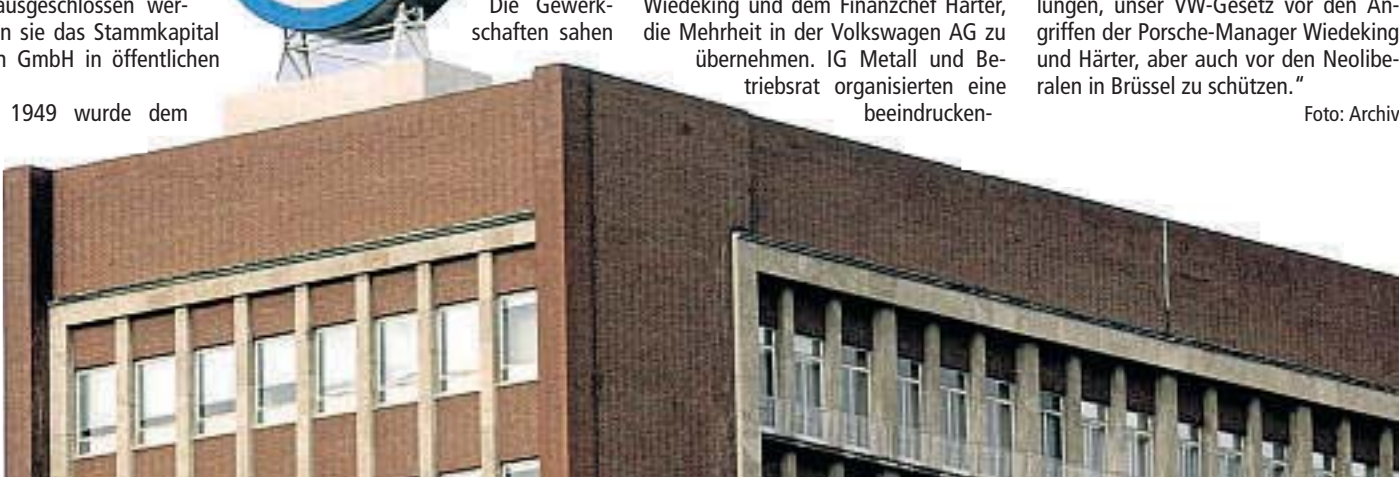 ausgeschlossen wer-
n sie das Stammkapital
n GmbH in öffentlichen
1949 wurde dem
Die Gewerk-
schaften sahen
Wiedeking und dem Finanzchef Härter,
die Mehrheit in der Volkswagen AG zu
übernehmen. IG Metall und Be-
triebsrat organisierten eine
beeindrucken-
lungen, unser VW-Gesetz vor den An-
griffen der Porsche-Manager Wiedeking
und Härter, aber auch vor den Neolibe-
ralen in Brüssel zu schützen.“
Foto: Archiv